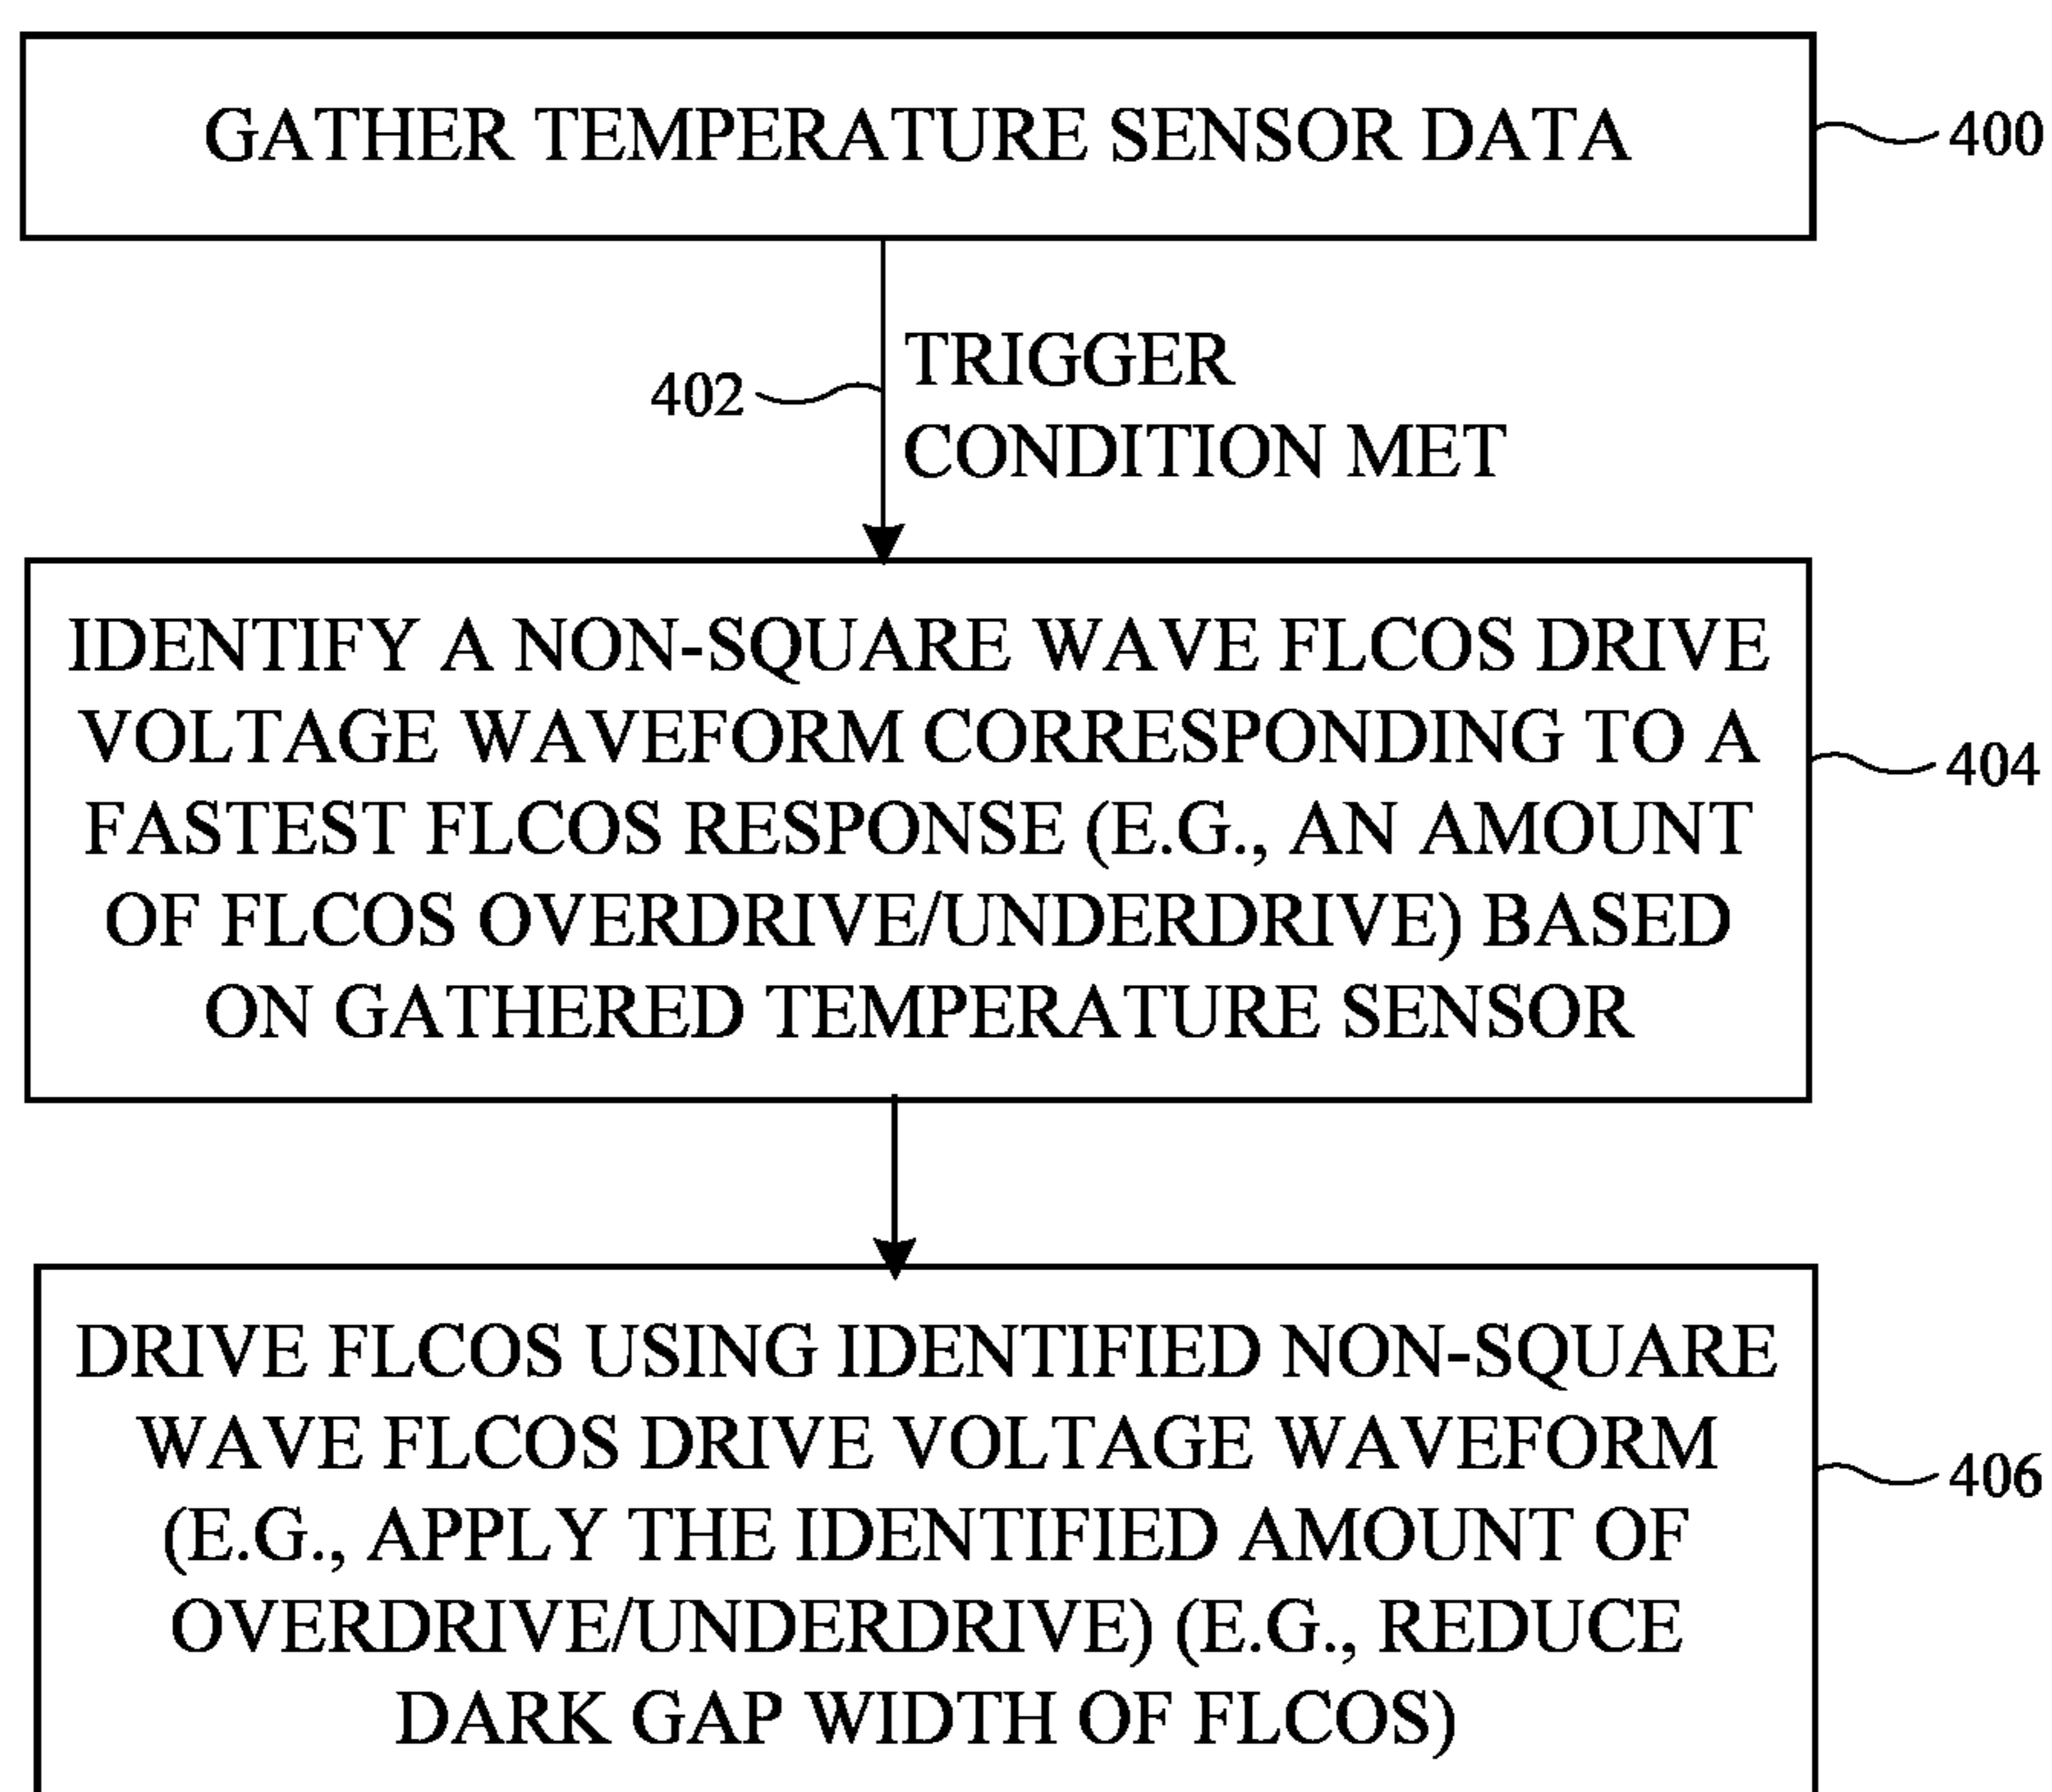 GATHER TEMPERATURE SENSOR DATA
400
402
TRIGGER
CONDITION MET
IDENTIFY A NON-SQUARE WAVE FLCOS DRIVE
VOLTAGE WAVEFORM CORRESPONDING TO A
FASTEST FLCOS RESPONSE (E.G., AN AMOUNT
OF FLCOS OVERDRIVE/UNDERDRIVE) BASED
ON GATHERED TEMPERATURE SENSOR
404
DRIVE FLCOS USING IDENTIFIED NON-SQUARE
WAVE FLCOS DRIVE VOLTAGE WAVEFORM
(E.G., APPLY THE IDENTIFIED AMOUNT OF
OVERDRIVE/UNDERDRIVE) (E.G., REDUCE
DARK GAP WIDTH OF FLCOS)
406